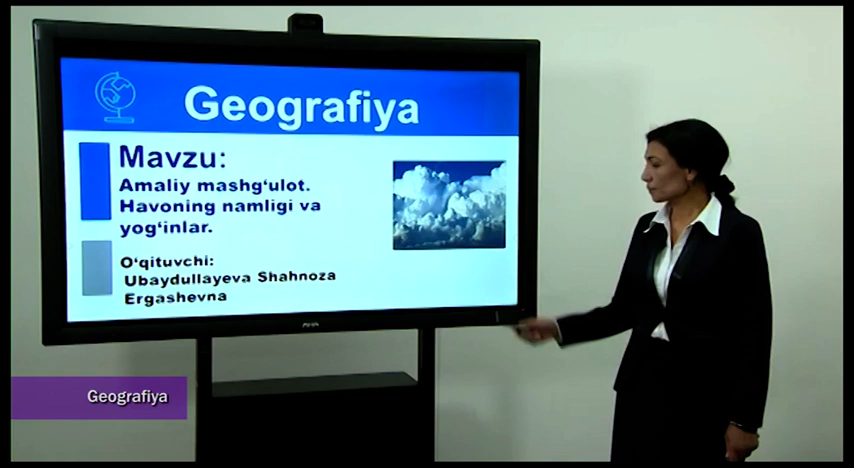 Geografiya
Mavzu:
Amaliy mashg‘ulot.
Havoning namligi va
yog‘inlar.
O‘qituvchi:
Ubaydullayeva Shahnoza
Ergashevna
Geografiya